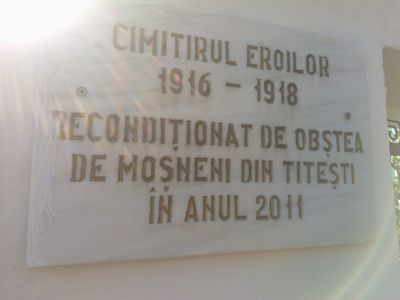 CIMITIRUL EROILOR
1916 – 1918
RECONDIȚIONAT DE OBȘTEA
DE MOȘNENI DIN TITEȘTI
ÎN ANUL 2011